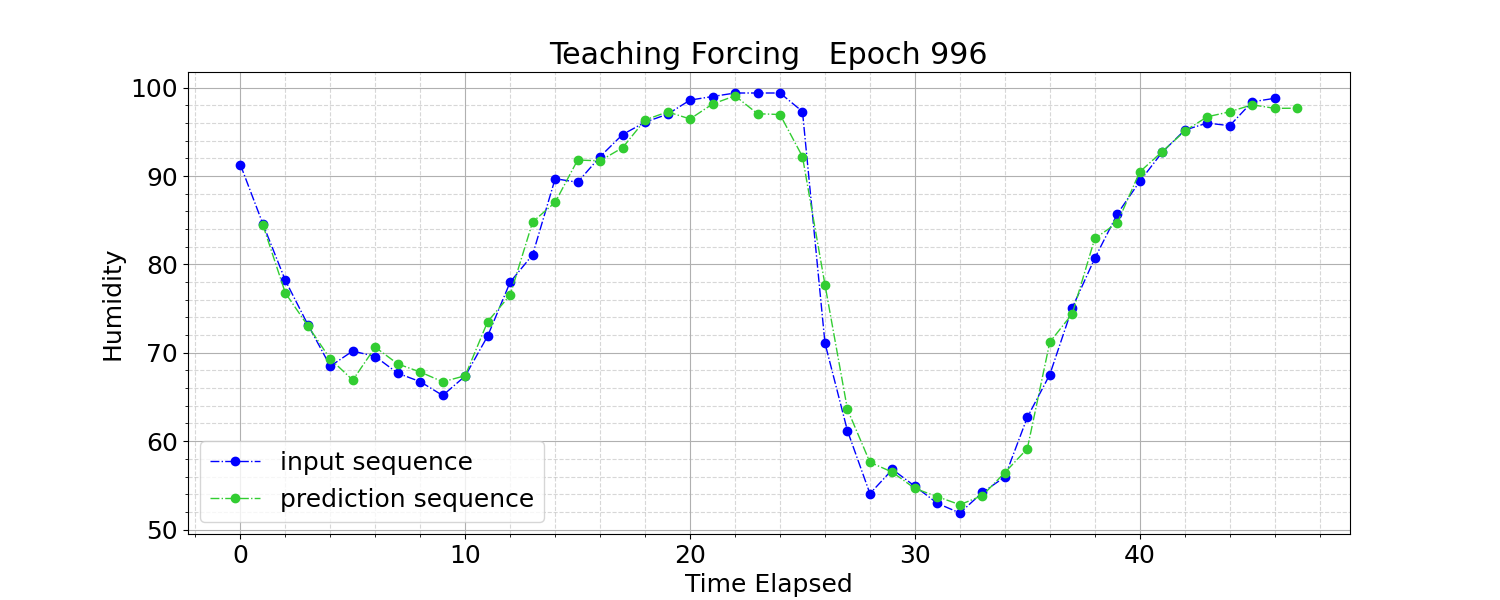 Teaching Forcing   Epoch 996
100
90
80
70
60
50
Humidity
input sequence
prediction sequence
0 10 20 30 40
Time Elapsed